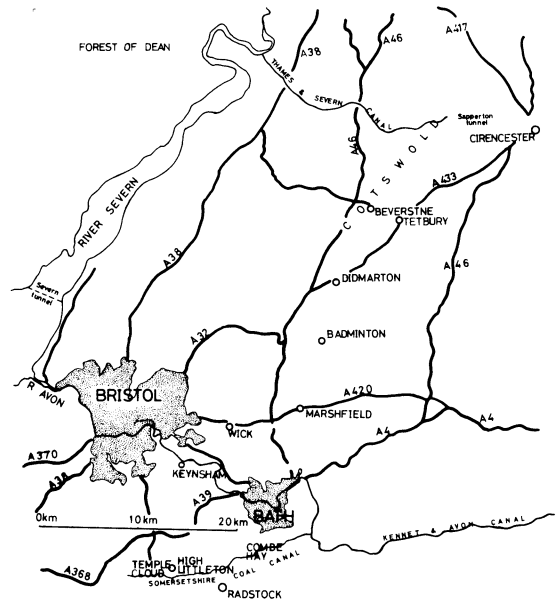 FOREST OF DEAN
A38
A46
A417
THAMES & SEVERN CANAL
Sapperton
tunnel
CIRENCESTER
A46
COTSWOLD
A433
BEVERSTNE
TETBURY
RIVER SEVERN
A38
A46
Severn
tunnel
DIDMARTON
A32
BADMINTON
BRISTOL
R AVON
A420
MARSHFIELD
A4
WICK
A4
A370
KEYNSHAM
A38
A39
BAPH
0km
10km
20km
KENNET & AVON CANAL
COMBE
HAY
TEMPLE
CLOUD
HIGH
LITTLETON
A368
SOMERSETSHIRE COAL CANAL
RADSTOCK